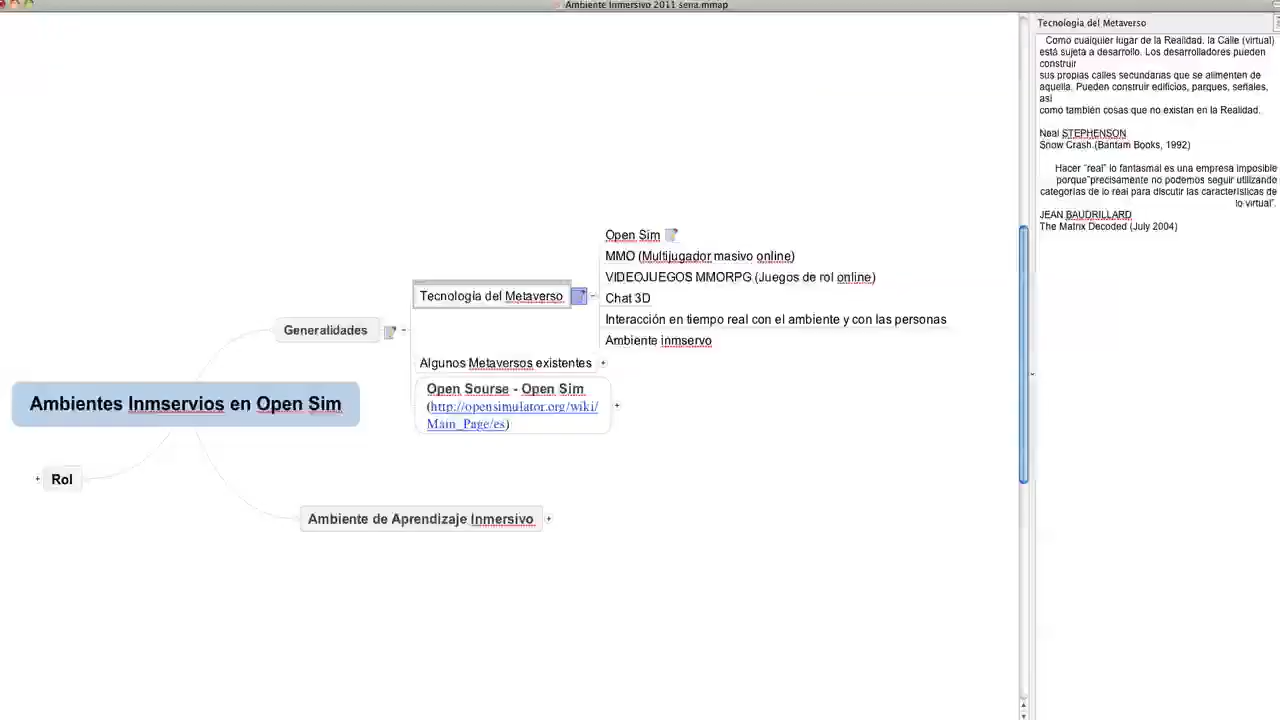 Ambiente Inmersivo 2011 sena.mmap
Open Sim
MMO (Multijugador masivo online)
VIDEOJUEGOS MMORPG (Juegos de rol online)
Tecnología del Metaverso
Chat 3D
Interacción en tiempo real con el ambiente y con las personas
Ambiente inmservo
Generalidades
Algunos Metaversos existentes
Open Sourse - Open Sim
(http://opensimulator.org/wiki/
Main_Page/es)
Ambientes Inmservios en Open Sim
Rol
Ambiente de Aprendizaje Inmersivo
Tecnología del Metaverso
Como cualquier lugar de la Realidad, la Calle (virtual)
está sujeta a desarrollo. Los desarrolladores pueden
construir
sus propias calles secundarias que se alimenten de
aquella. Pueden construir edificios, parques, señales,
así
como también cosas que no existan en la Realidad.
Neal STEPHENSON
Snow Crash.(Bantam Books, 1992)
Hacer "real" lo fantasmal es una empresa imposible
porque"precisamente no podemos seguir utilizando
categorías de lo real para discutir las características de
lo virtual".
JEAN BAUDRILLARD
The Matrix Decoded (July 2004)